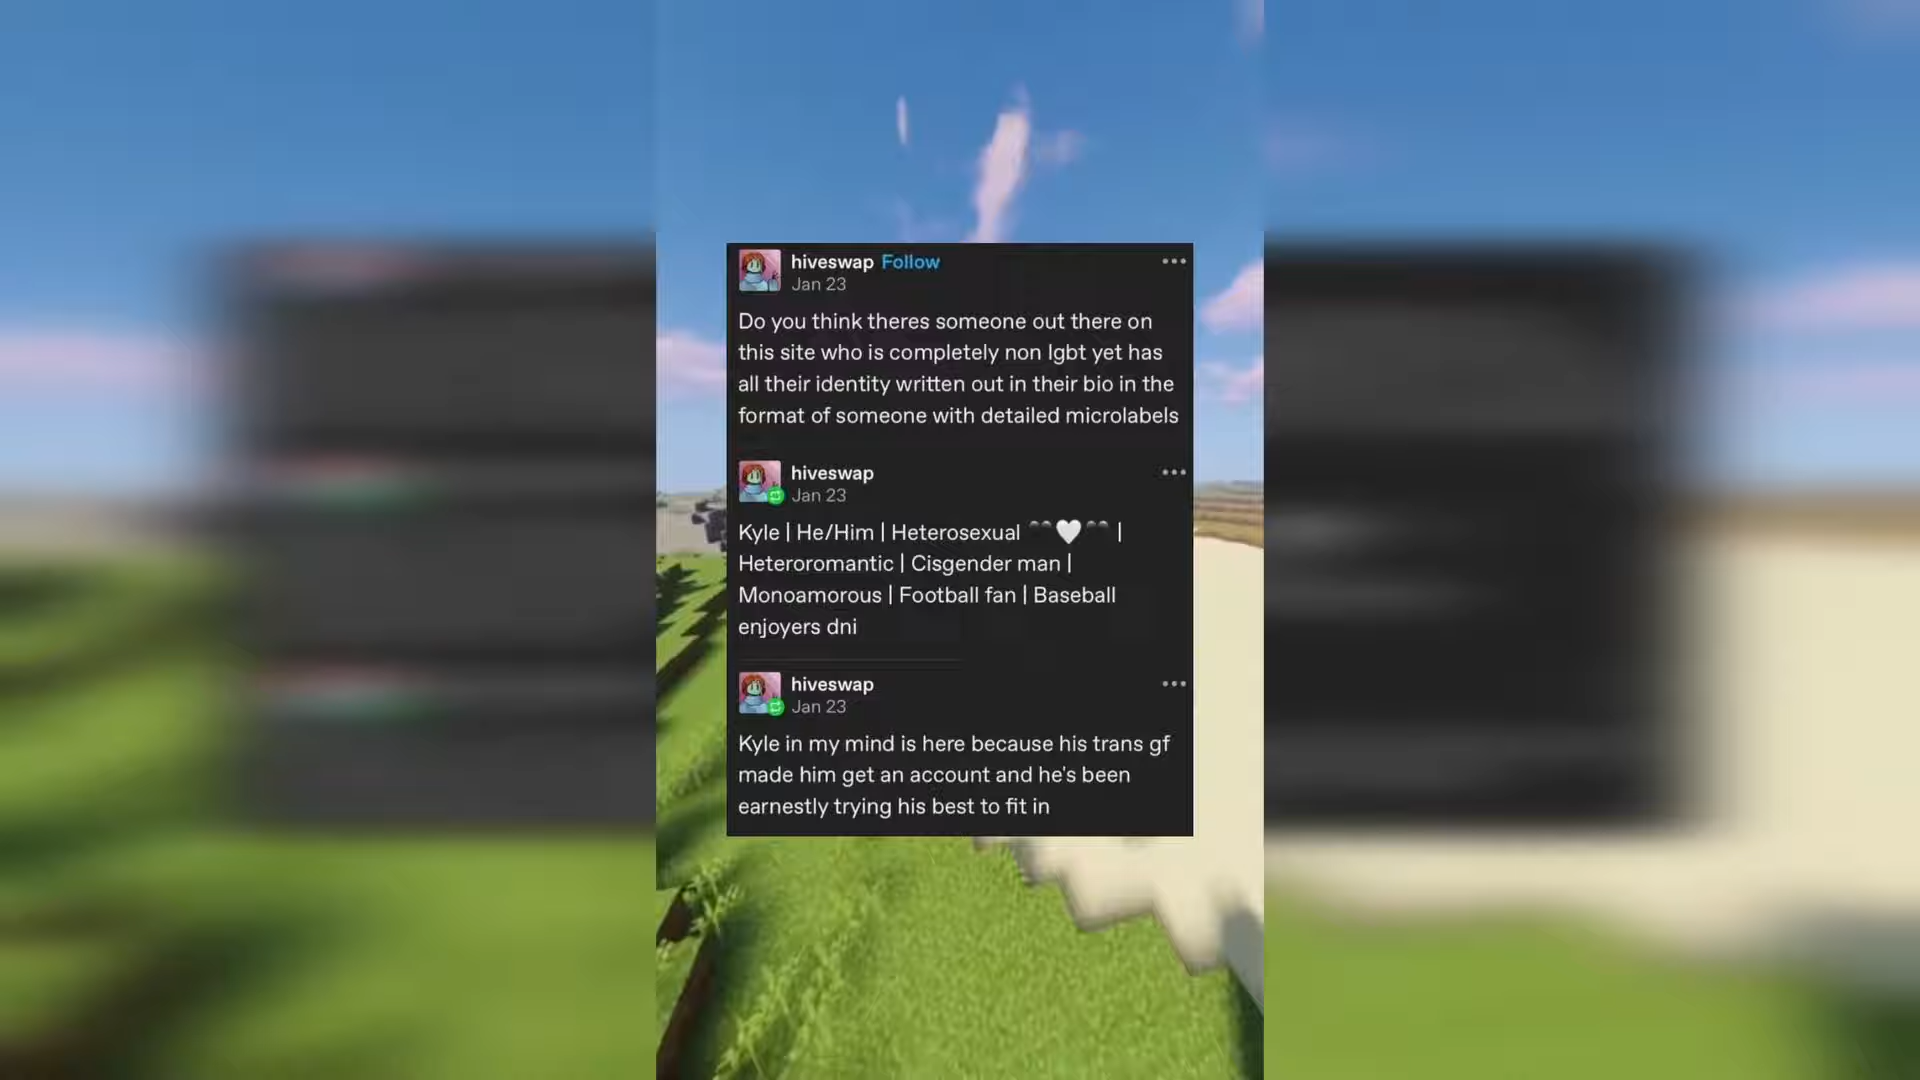 hiveswap Follow
Jan 23
Do you think theres someone out there on
this site who is completely non lgbt yet has
all their identity written out in their bio in the
format of someone with detailed microlabels
hiveswap
Jan 23
Kyle | He/Him | Heterosexual 🖤🤍🖤 |
Heteroromantic | Cisgender man |
Monoamorous | Football fan | Baseball
enjoyers dni
hiveswap
Jan 23
Kyle in my mind is here because his trans gf
made him get an account and he's been
earnestly trying his best to fit in